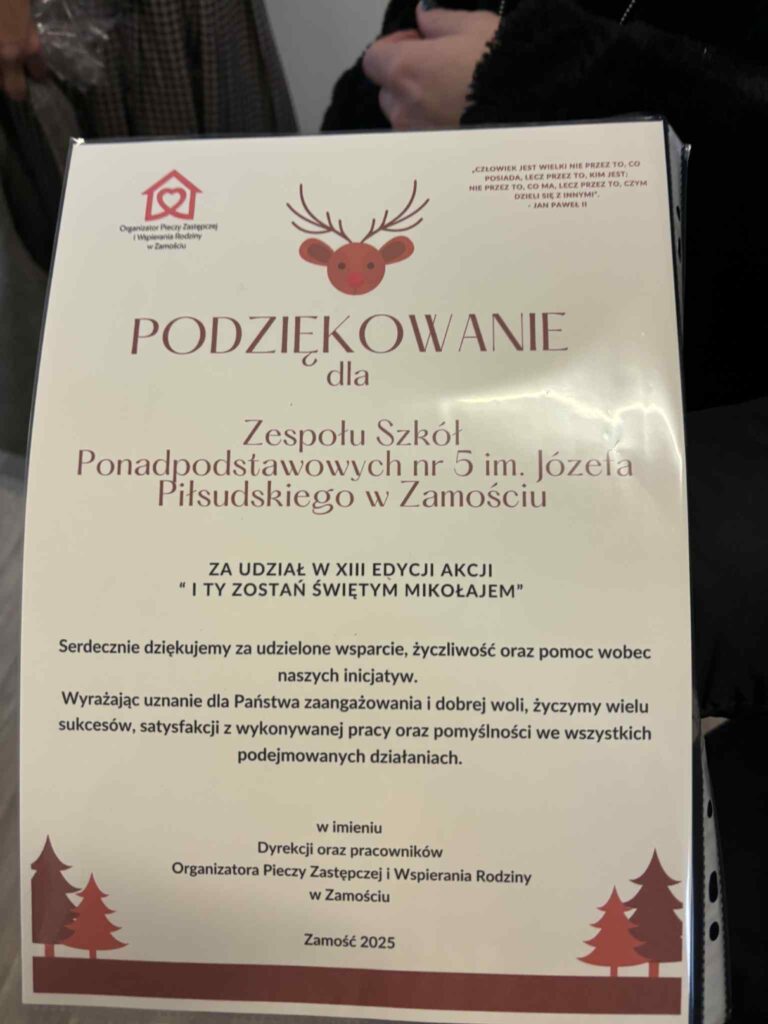 Organizator Pieczy Zastępczej
i Wspierania Rodziny
w Zamościu
„CZŁOWIEK JEST WIELKI NIE PRZEZ TO, CO
POSIADA, LECZ PRZEZ TO, KIM JEST;
NIE PRZEZ TO, CO MA, LECZ PRZEZ TO, CZYM
DZIELI SIĘ Z INNYMI”.
- JAN PAWEŁ II
PODZIĘKOWANIE
dla
Zespołu Szkół
Ponadpodstawowych nr 5 im. Józefa
Piłsudskiego w Zamościu
ZA UDZIAŁ W XIII EDYCJI AKCJI
“ I TY ZOSTAŃ ŚWIĘTYM MIKOŁAJEM”
Serdecznie dziękujemy za udzielone wsparcie, życzliwość oraz pomoc wobec
naszych inicjatyw.
Wyrażając uznanie dla Państwa zaangażowania i dobrej woli, życzymy wielu
sukcesów, satysfakcji z wykonywanej pracy oraz pomyślności we wszystkich
podejmowanych działaniach.
w imieniu
Dyrekcji oraz pracowników
Organizatora Pieczy Zastępczej i Wspierania Rodziny
w Zamościu
Zamość 2025